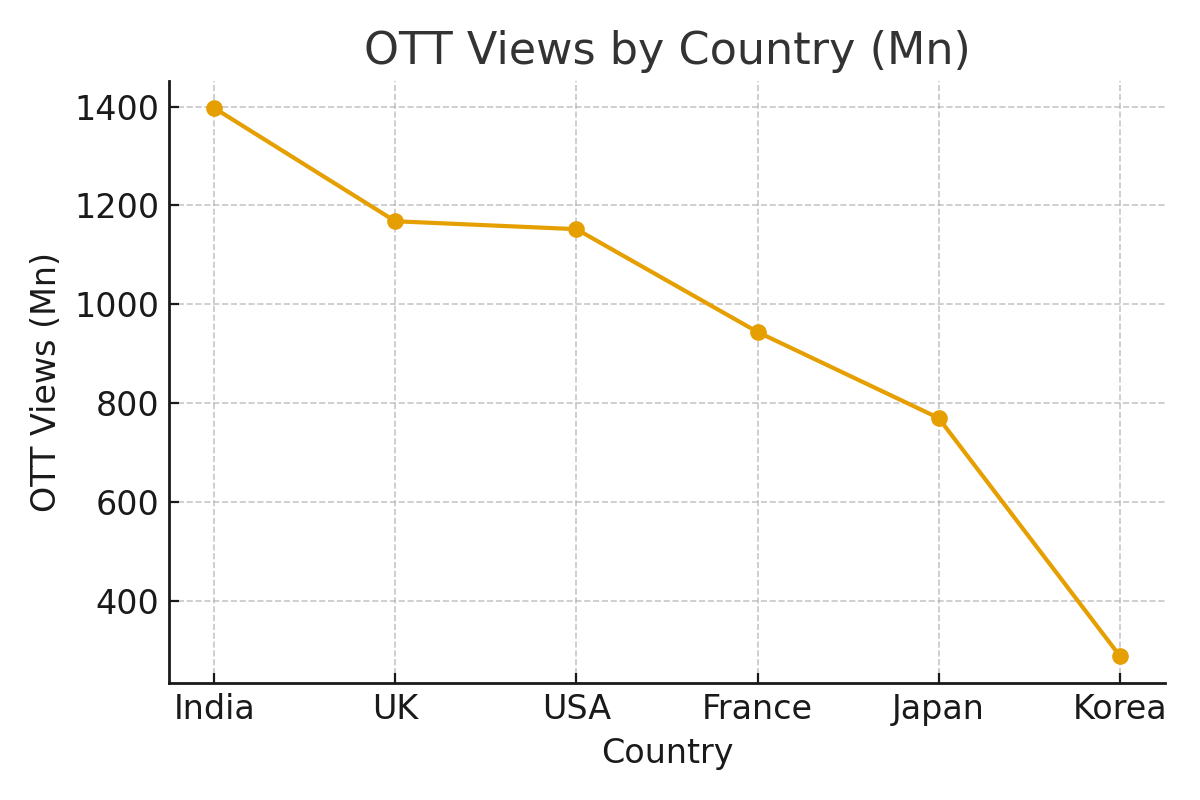 OTT Views by Country (Mn)
OTT Views (Mn)
1400
1200
1000
800
600
400
India UK USA France Japan Korea
Country